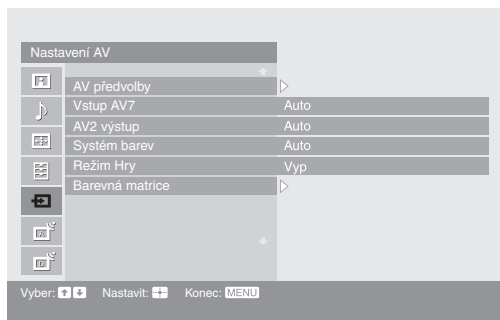 Nastavení AV
AV předvolby
Vstup AV7 Auto
AV2 výstup Auto
Systém barev Auto
Režim Hry Vyp
Barevná matrice
Vyber: Nastavit: Konec: MENU